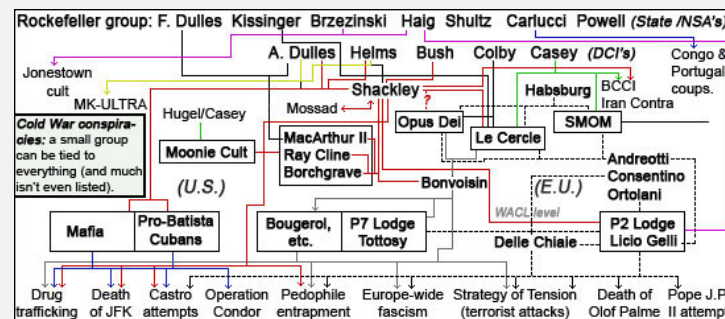 Rockefeller group: F. Dulles Kissinger Brzezinski Haig Shultz Carlucci Powell (State /NSA's)
A. Dulles Helms Bush Colby Casey (DCI's)
Congo &
Portugal
coups.
Jonestown
cult
MK-ULTRA
Shackley
Mossad
?
Habsburg
BCCI
Iran Contra
Hugel/Casey
Opus Dei
Le Cercle
SMOM
Cold War conspira-
cies: a small group
can be tied to
everything (and much
isn't even listed).
Moonie Cult
MacArthur II
Ray Cline
Borchgrave
Bonvoisin
Andreotti
Consentino
Ortolani
(U.S.)
(E.U.)
WACL level
Mafia
Pro-Batista
Cubans
Bougerol,
etc.
P7 Lodge
Tottosy
Delle Chiaie
P2 Lodge
Licio Gelli
Drug
trafficking
Death
of JFK
Castro
attempts
Operation
Condor
Pedophile
entrapment
Europe-wide
fascism
Strategy of Tension
(terrorist attacks)
Death of
Olof Palme
Pope J.P.
II attempt